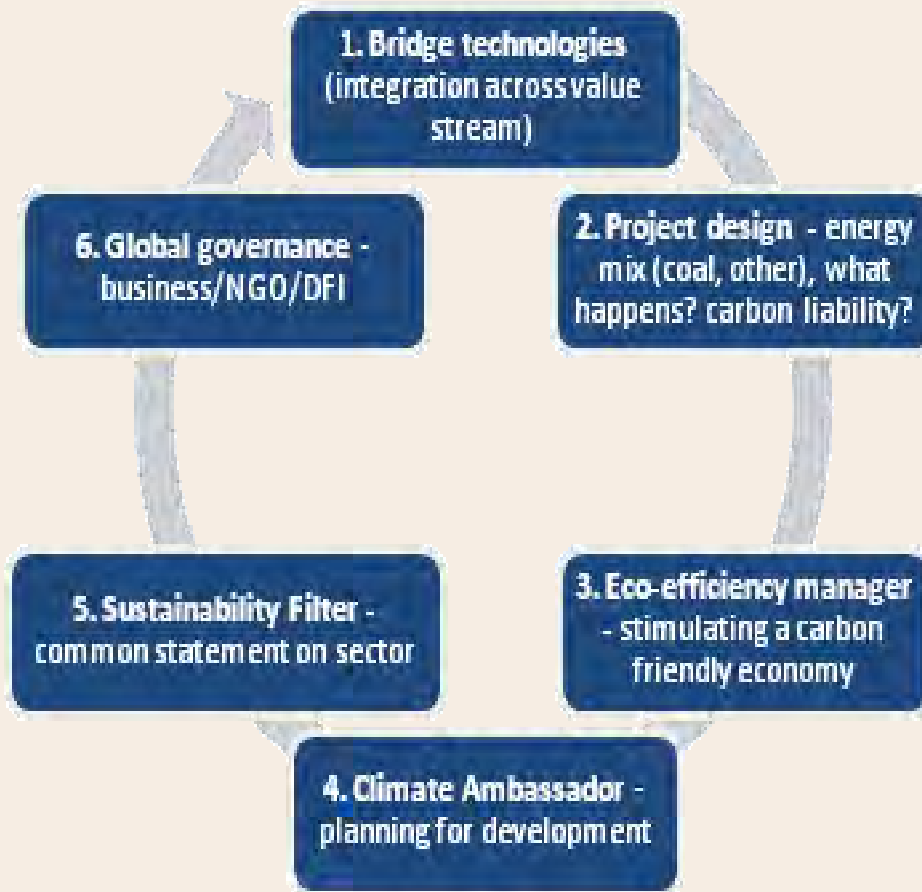 1. Bridge technologies
(integration across value
stream)
2. Project design - energy
mix (coal, other), what
happens? carbon liability?
3. Eco-efficiency manager
- stimulating a carbon
friendly economy
4. Climate Ambassador -
planning for development
5. Sustainability Filter -
common statement on sector
6. Global governance -
business/NGO/DFI